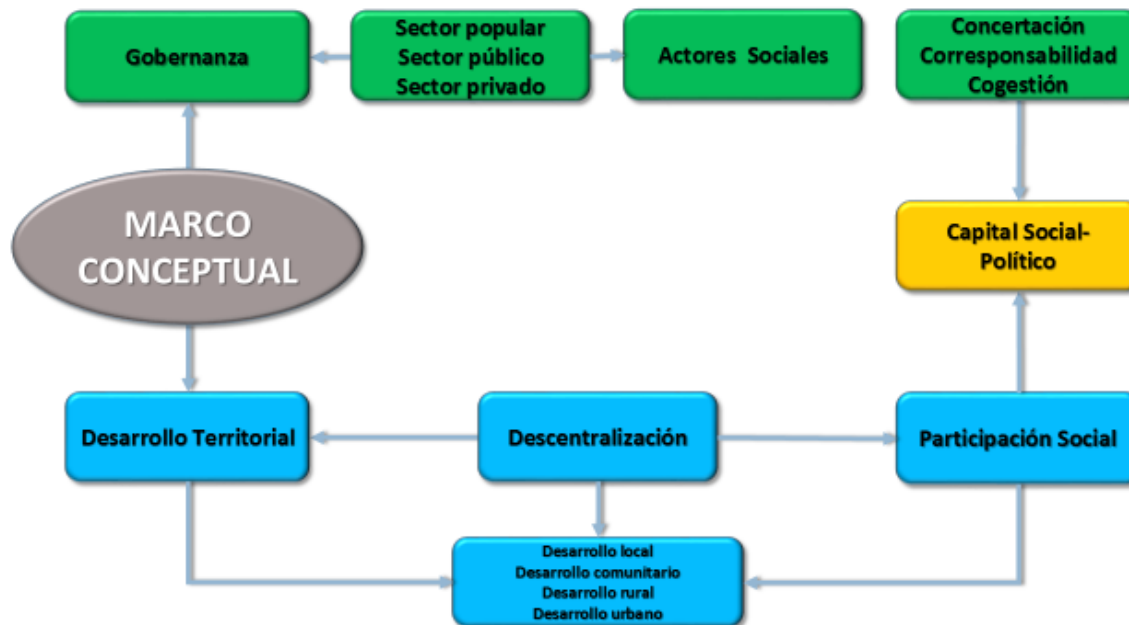 Gobernanza
Sector popular
Sector público
Sector privado
Actores Sociales
Concertación
Corresponsabilidad
Cogestión
MARCO
CONCEPTUAL
Capital Social-
Político
Desarrollo Territorial
Descentralización
Participación Social
Desarrollo local
Desarrollo comunitario
Desarrollo rural
Desarrollo urbano